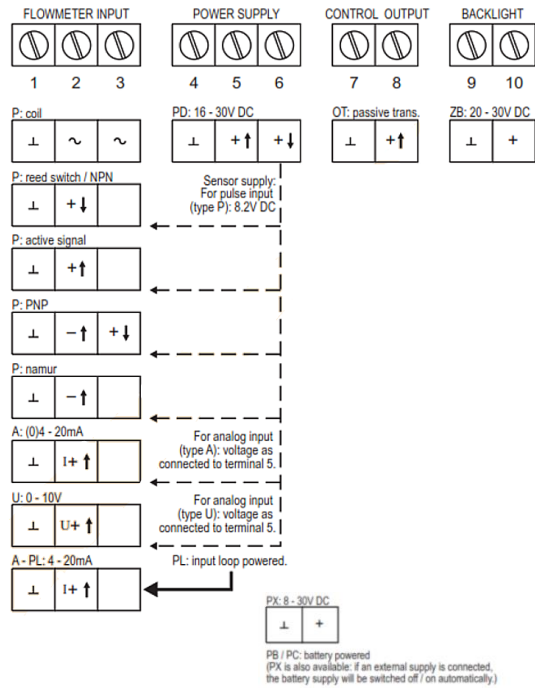 FLOWMETER INPUT
POWER SUPPLY
CONTROL OUTPUT
BACKLIGHT
1 2 3
4 5 6
7 8
9 10
P: coil
⊥ ~ ~
PD: 16 - 30V DC
⊥ +↑ +↓
OT: passive trans.
⊥ +↑
ZB: 20 - 30V DC
⊥ +
P: reed switch / NPN
⊥ +↓
Sensor supply:
For pulse input
(type P): 8.2V DC
P: active signal
⊥ +↑
P: PNP
⊥ −↑ +↓
P: namur
⊥ −↑
A: (0)4 - 20mA
⊥ I+ ↑
For analog input
(type A): voltage as
connected to terminal 5.
U: 0 - 10V
⊥ U+ ↑
For analog input
(type U): voltage as
connected to terminal 5.
A - PL: 4 - 20mA
⊥ I+ ↑
PL: input loop powered.
PX: 8 - 30V DC
⊥ +
PB / PC: battery powered
(PX is also available: if an external supply is connected,
the battery supply will be switched off / on automatically.)